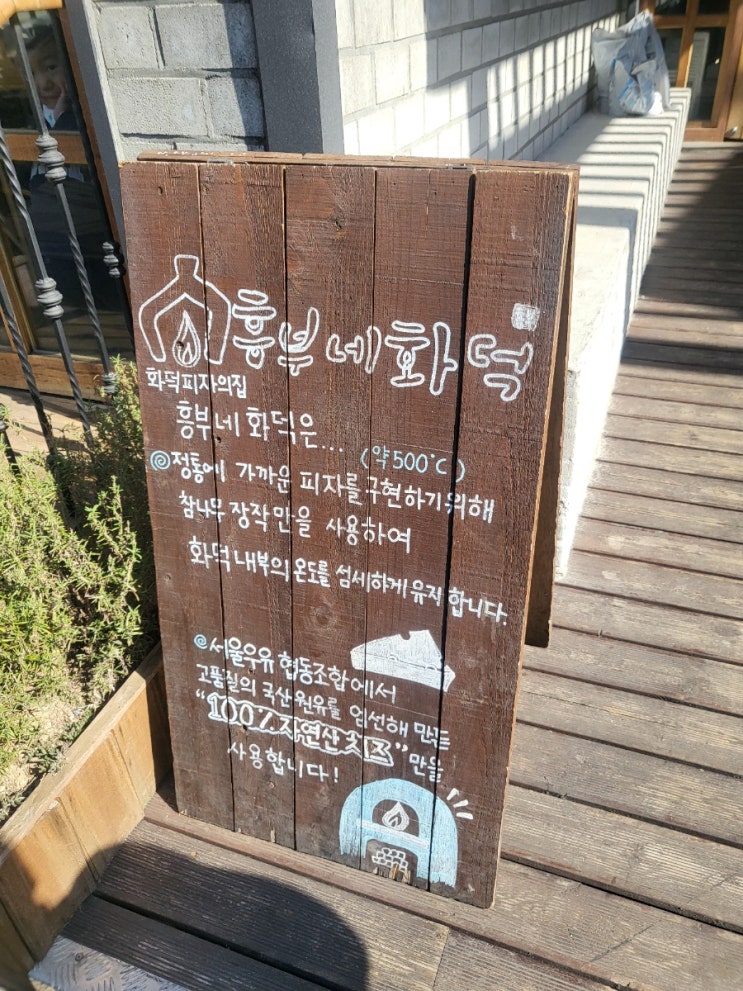 흥부네화덕
화덕피자의집
흥부네 화덕은...
(약500℃)
@정통에 가까운 피자를 구현하기위해
참나무 장작만을 사용하여
화덕내부의 온도를 섬세하게 유지 합니다.
@서울우유 협동조합에서
고품질의 국산원유를 엄선해 만든
"100% 자연산 치즈" 만을
사용합니다!